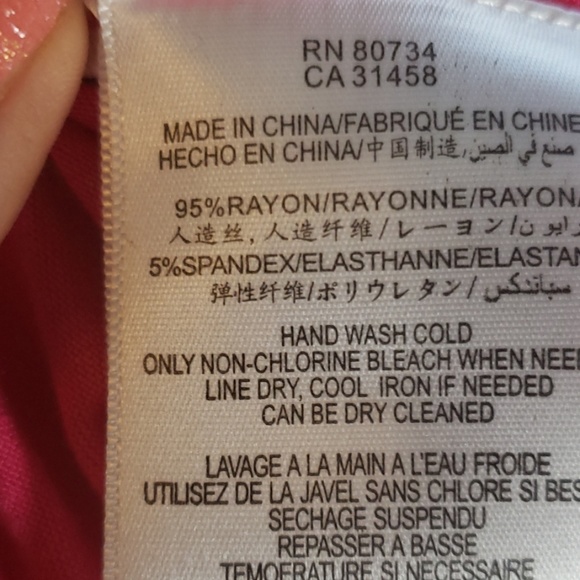 RN 80734
CA 31458
MADE IN CHINA/FABRIQUÉ EN CHINE
HECHO EN CHINA/中国制造,صنع في الصين
95%RAYON/RAYONNE/RAYON/
人造丝, 人造纤维/レーヨン/
5%SPANDEX/ELASTHANNE/ELASTAN
弹性纤维/ポリウレタン/سباندكس
HAND WASH COLD
ONLY NON-CHLORINE BLEACH WHEN NEE
LINE DRY, COOL IRON IF NEEDED
CAN BE DRY CLEANED
LAVAGE A LA MAIN A L'EAU FROIDE
UTILISEZ DE LA JAVEL SANS CHLORE SI BES
SECHAGE SUSPENDU
REPASSER A BASSE
TEMOFRATURE SI NECESSAIRE